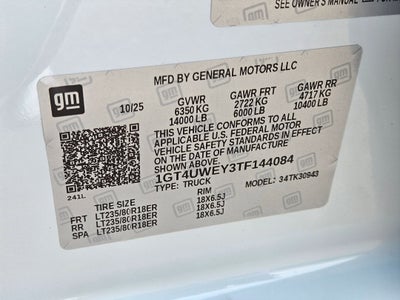 SEE OWNER'S MANUAL
gm
MFD BY GENERAL MOTORS LLC
10/25 GVWR GAWR FRT GAWR RR
6350 KG 2722 KG 4717 KG
14000 LB 6000 LB 10400 LB
THIS VEHICLE CONFORMS TO ALL
APPLICABLE U.S. FEDERAL MOTOR
VEHICLE SAFETY STANDARDS IN EFFECT
ON THE DATE OF MANUFACTURE SHOWN ABOVE.
1GT4UWEY3TF144084
TYPE: TRUCK MODEL: 34TK30943
241L
TIRE SIZE RIM
FRT LT235/80R18ER 18X6.5J
RR LT235/80R18ER 18X6.5J
SPA LT235/80R18ER 18X6.5J